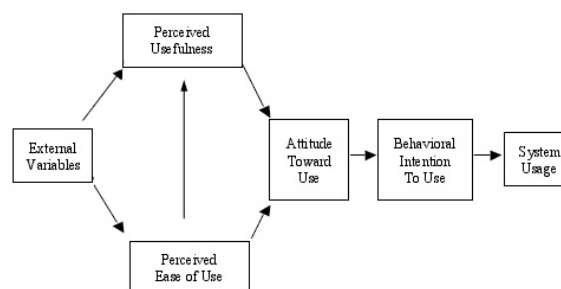 Perceived
Usefulness
External
Variables
Attitude
Toward
Use
Behavioral
Intention
To Use
System
Usage
Perceived
Ease of Use